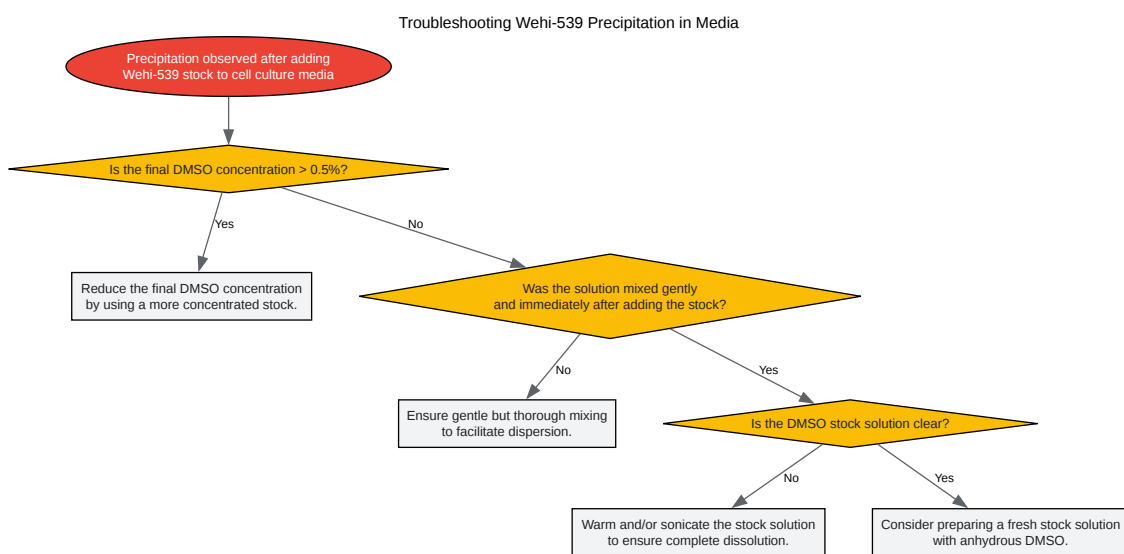 Troubleshooting Wehi-539 Precipitation in Media
Precipitation observed after adding
Wehi-539 stock to cell culture media
Is the final DMSO concentration > 0.5%?
Yes
No
Reduce the final DMSO concentration
by using a more concentrated stock.
Was the solution mixed gently
and immediately after adding the stock?
No
Yes
Ensure gentle but thorough mixing
to facilitate dispersion.
Is the DMSO stock solution clear?
No
Yes
Warm and/or sonicate the stock solution
to ensure complete dissolution.
Consider preparing a fresh stock solution
with anhydrous DMSO.